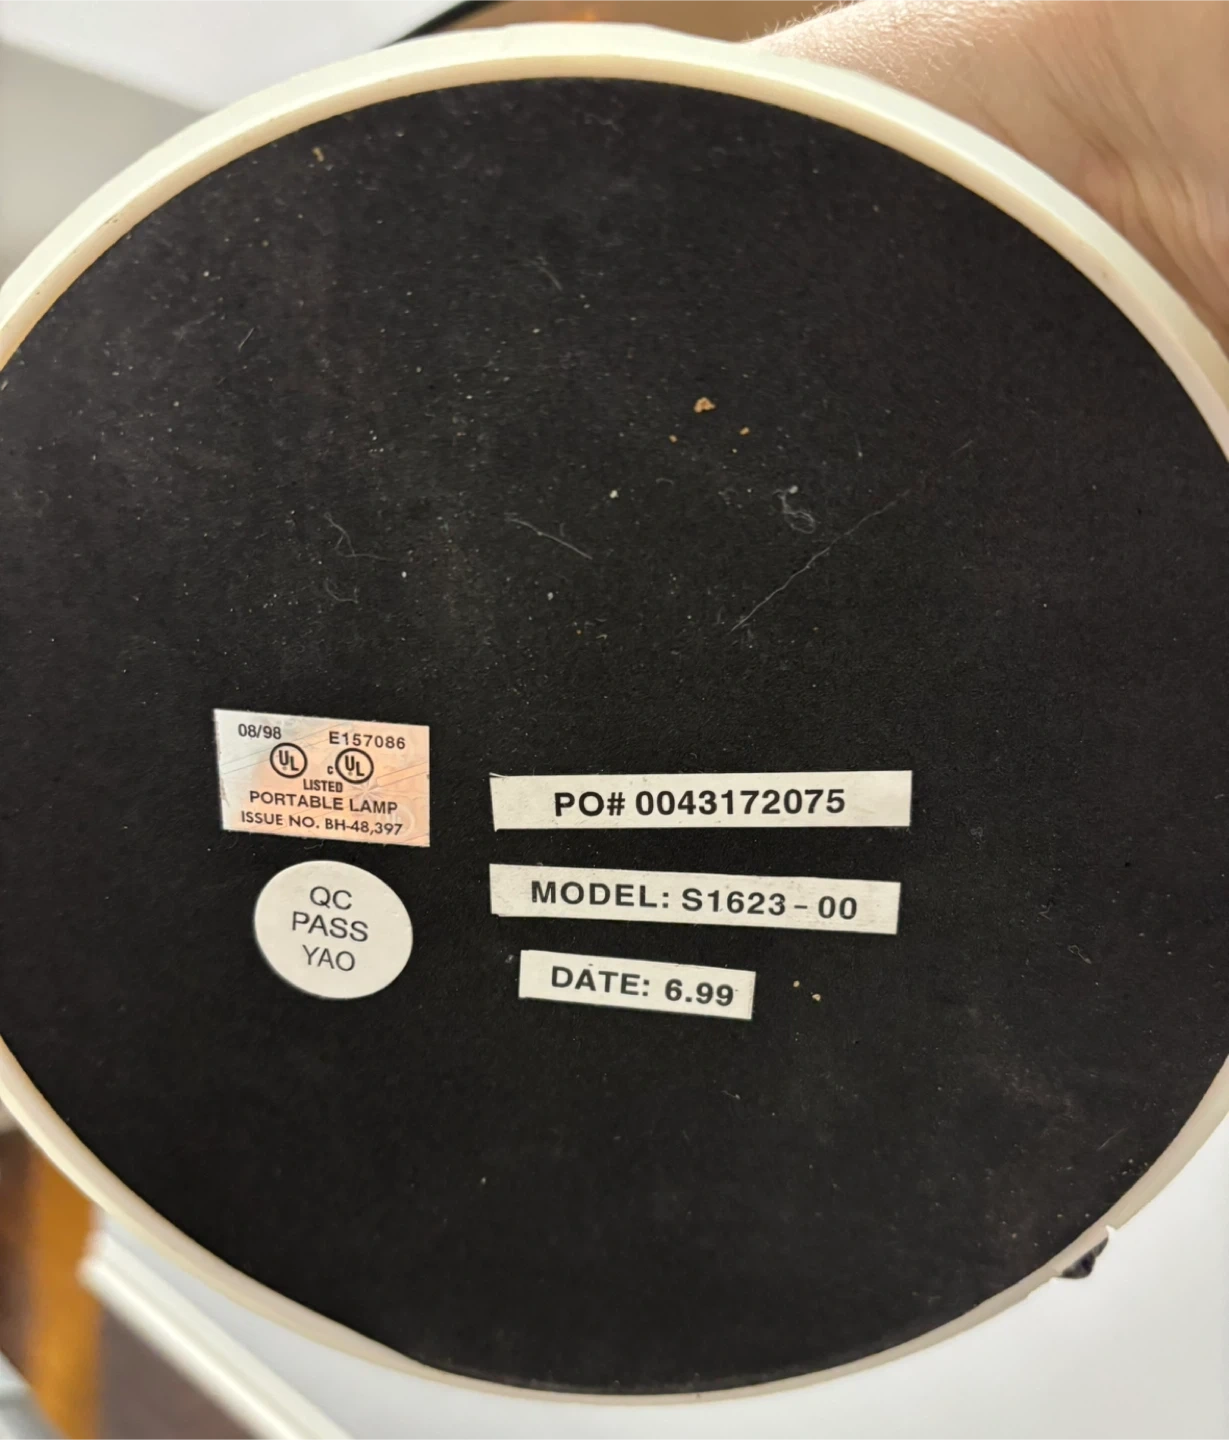 08/98 E157086
UL c UL
LISTED
PORTABLE LAMP
ISSUE NO. BH-48,397
QC
PASS
YAO
PO# 0043172075
MODEL: S1623-00
DATE: 6.99